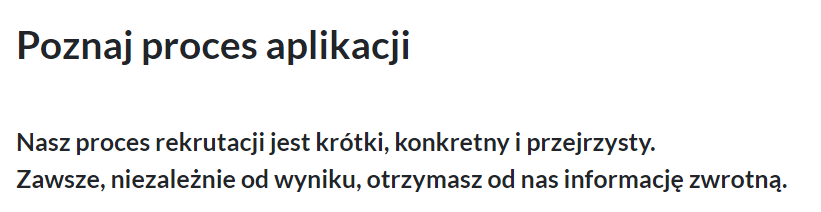 Poznaj proces aplikacji
Nasz proces rekrutacji jest krótki, konkretny i przejrzysty.
Zawsze, niezależnie od wyniku, otrzymasz od nas informację zwrotną.